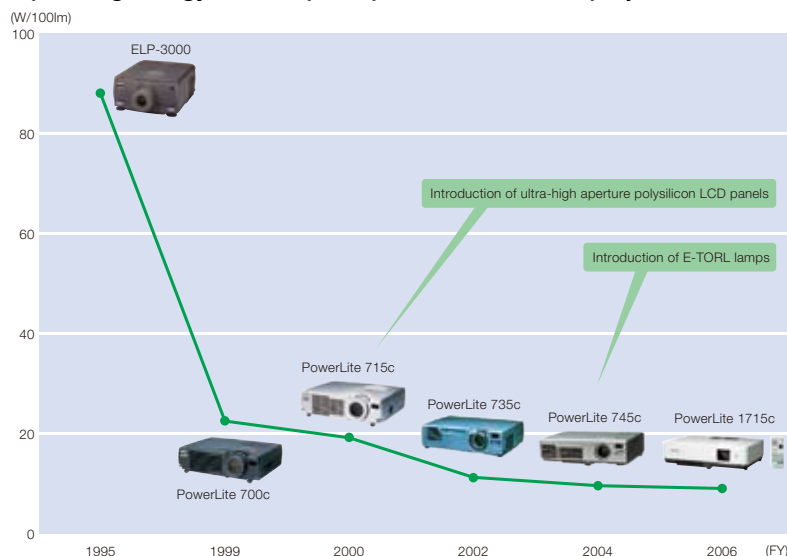 (W/100lm)
100
80
60
40
20
0
ELP-3000
Introduction of ultra-high aperture polysilicon LCD panels
Introduction of E-TORL lamps
PowerLite 715c
PowerLite 735c
PowerLite 745c
PowerLite 1715c
PowerLite 700c
1995
1999
2000
2002
2004
2006
(FY)